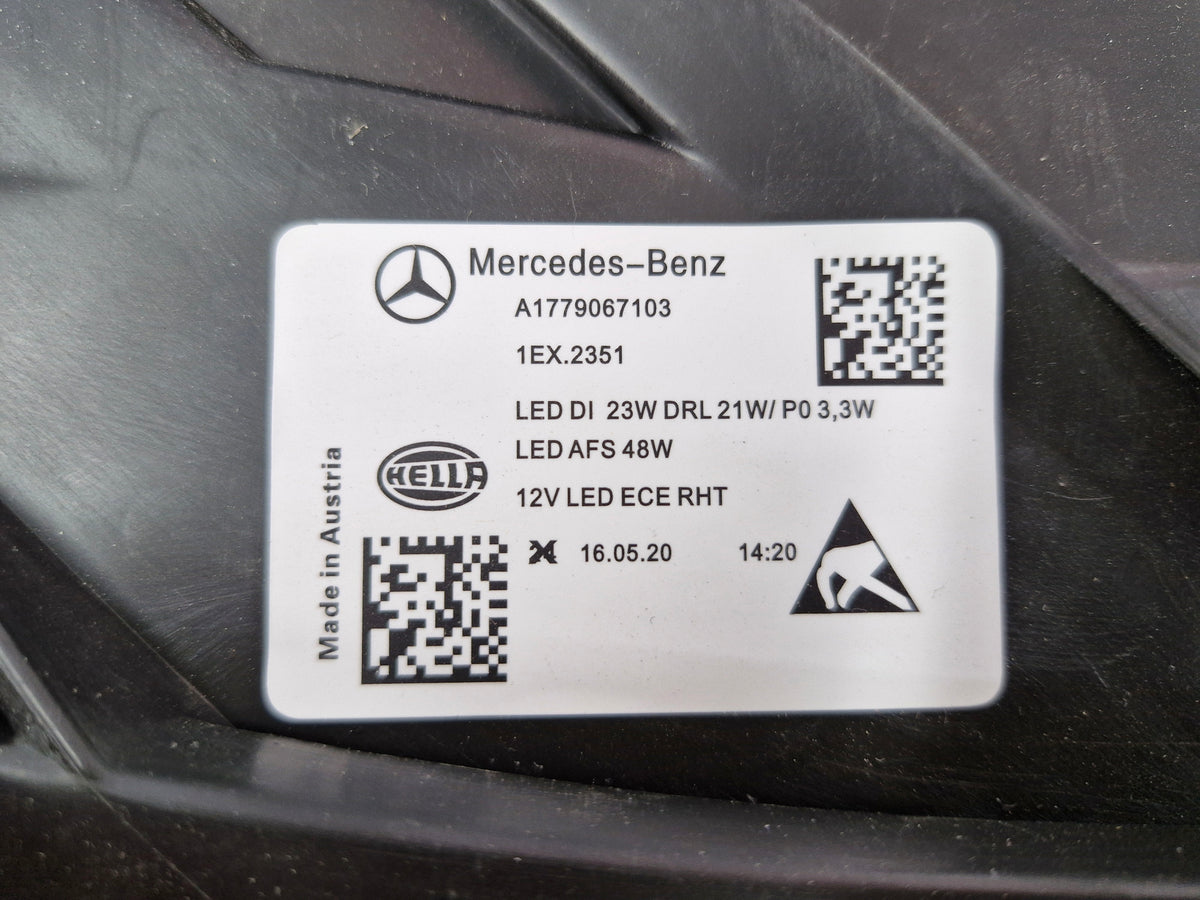 Mercedes-Benz
A1779067103
1EX.2351
LED DI 23W DRL 21W/ P0 3,3W
LED AFS 48W
HELLA
12V LED ECE RHT
16.05.20 14:20
Made in Austria